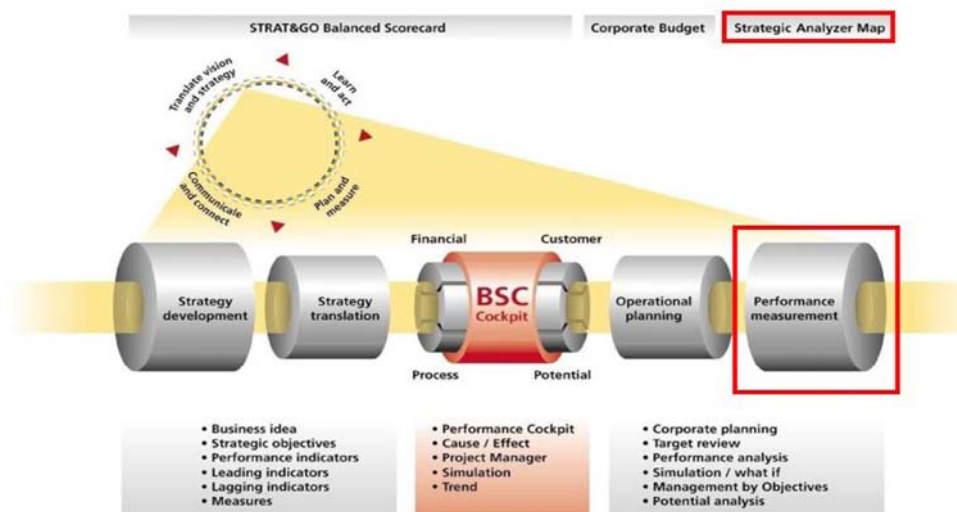 STRAT&GO Balanced Scorecard
Corporate Budget
Strategic Analyzer Map
Translate vision
and strategy
Learn
and act
Communicale
and connect
Plan and
measure
Financial
Customer
Strategy
development
Strategy
translation
BSC
Cockpit
Operational
planning
Performance
measurement
Process
Potential
• Business idea
• Strategic objectives
• Performance indicators
• Leading indicators
• Lagging indicators
• Measures
• Performance Cockpit
• Cause / Effect
• Project Manager
• Simulation
• Trend
• Corporate planning
• Target review
• Performance analysis
• Simulation / what if
• Management by Objectives
• Potential analysis